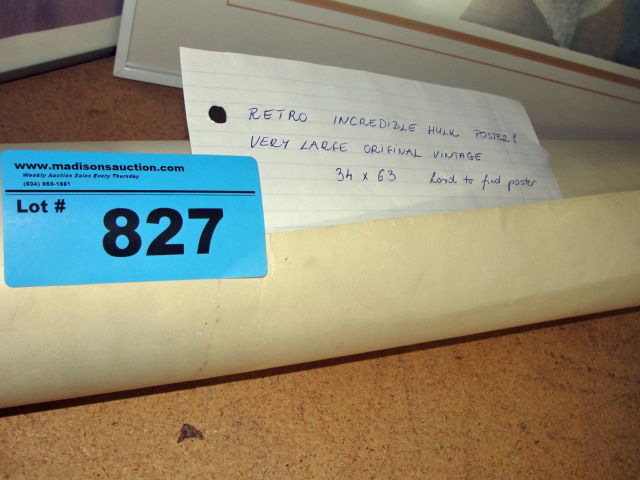 RETRO INCREDIBLE HULK POSTER
VERY LARGE ORIGINAL VINTAGE
34 x 63 hard to find poster
www.madisonsauction.com
Weekly Auction Sales Every Thursday
(604) 959-1661
Lot #
827